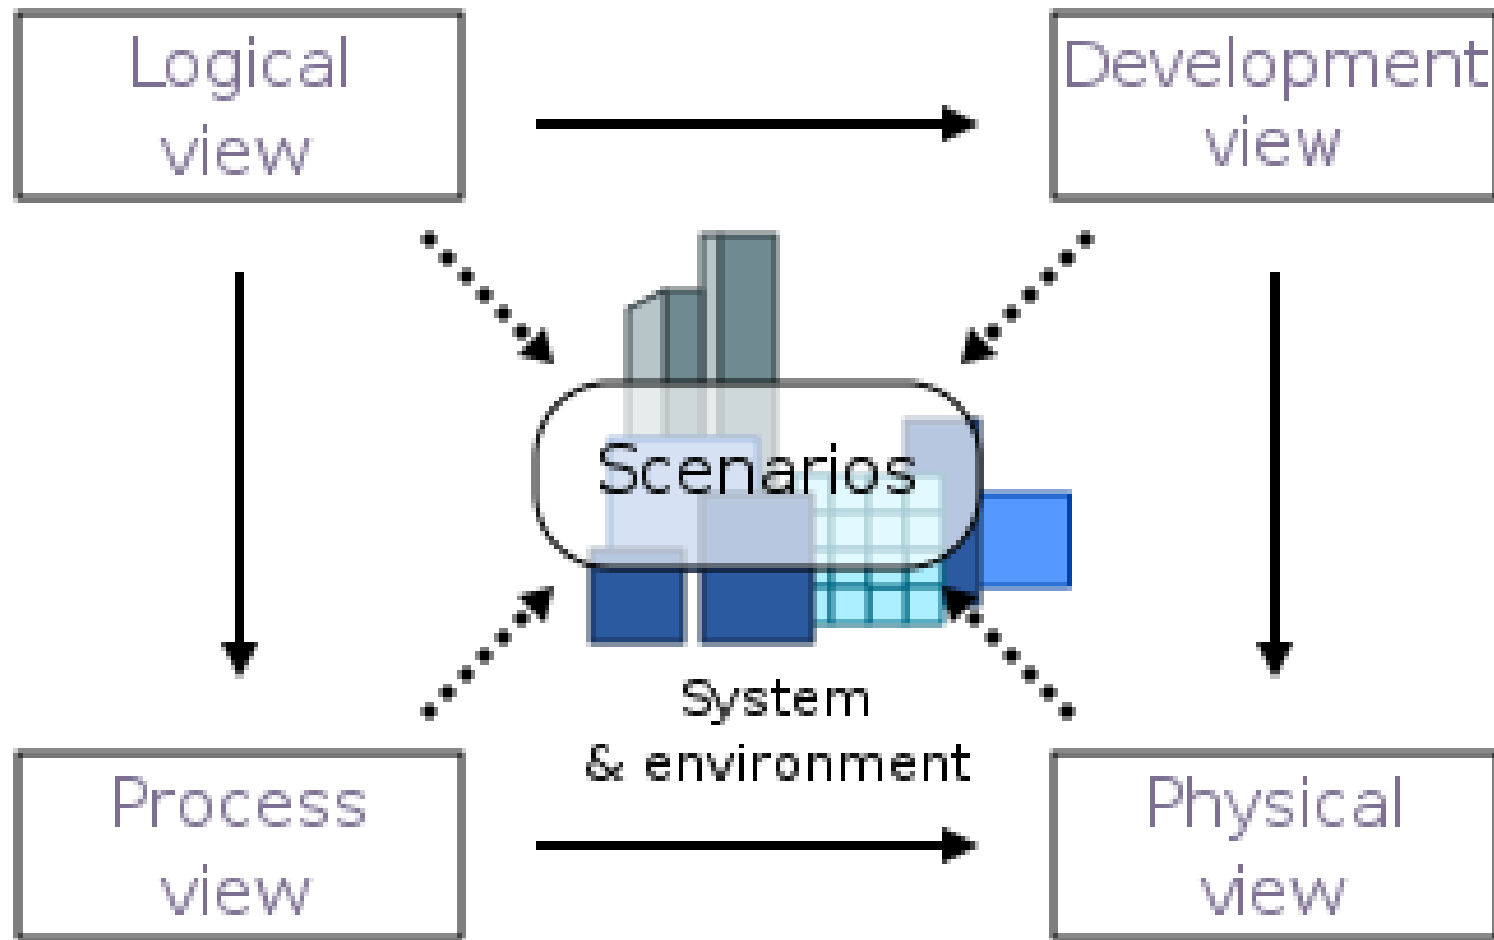 Logical
view
Development
view
Scenarios
System
& environment
Process
view
Physical
view